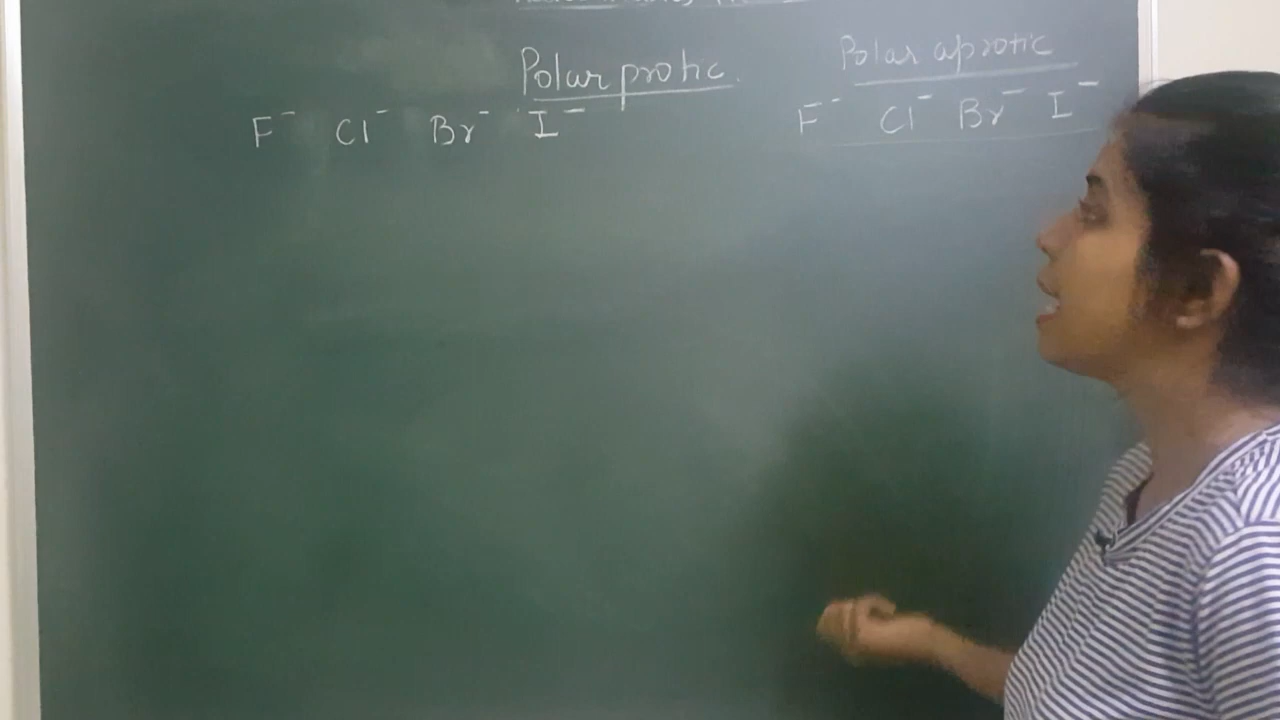 Polar protic.
F⁻ Cl⁻ Br⁻ I⁻
Polar aprotic
F⁻ Cl⁻ Br⁻ I⁻